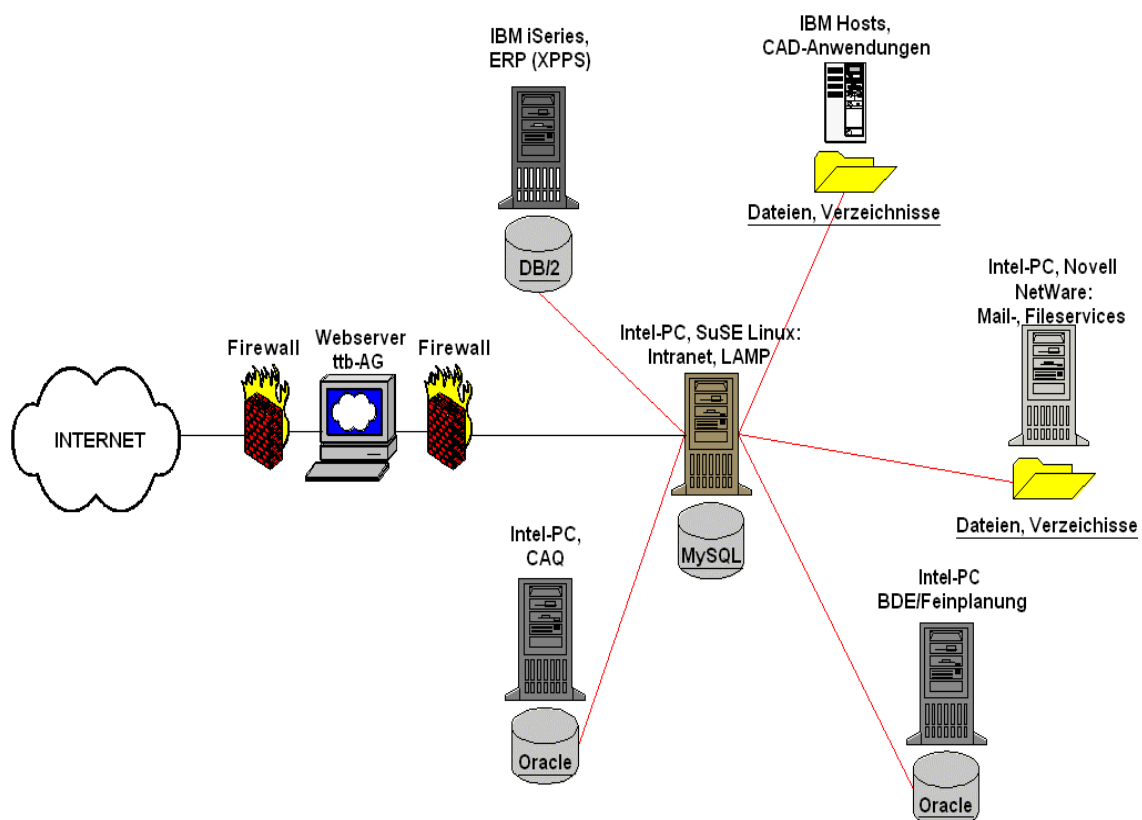 IBM iSeries,
ERP (XPPS)
DB/2
IBM Hosts,
CAD-Anwendungen
Dateien, Verzeichnisse
Intel-PC, Novell
NetWare:
Mail-, Fileservices
Dateien, Verzeichisse
INTERNET
Firewall
Webserver
ttb-AG
Firewall
Intel-PC, SuSE Linux:
Intranet, LAMP
MySQL
Intel-PC,
CAQ
Oracle
Intel-PC
BDE/Feinplanung
Oracle